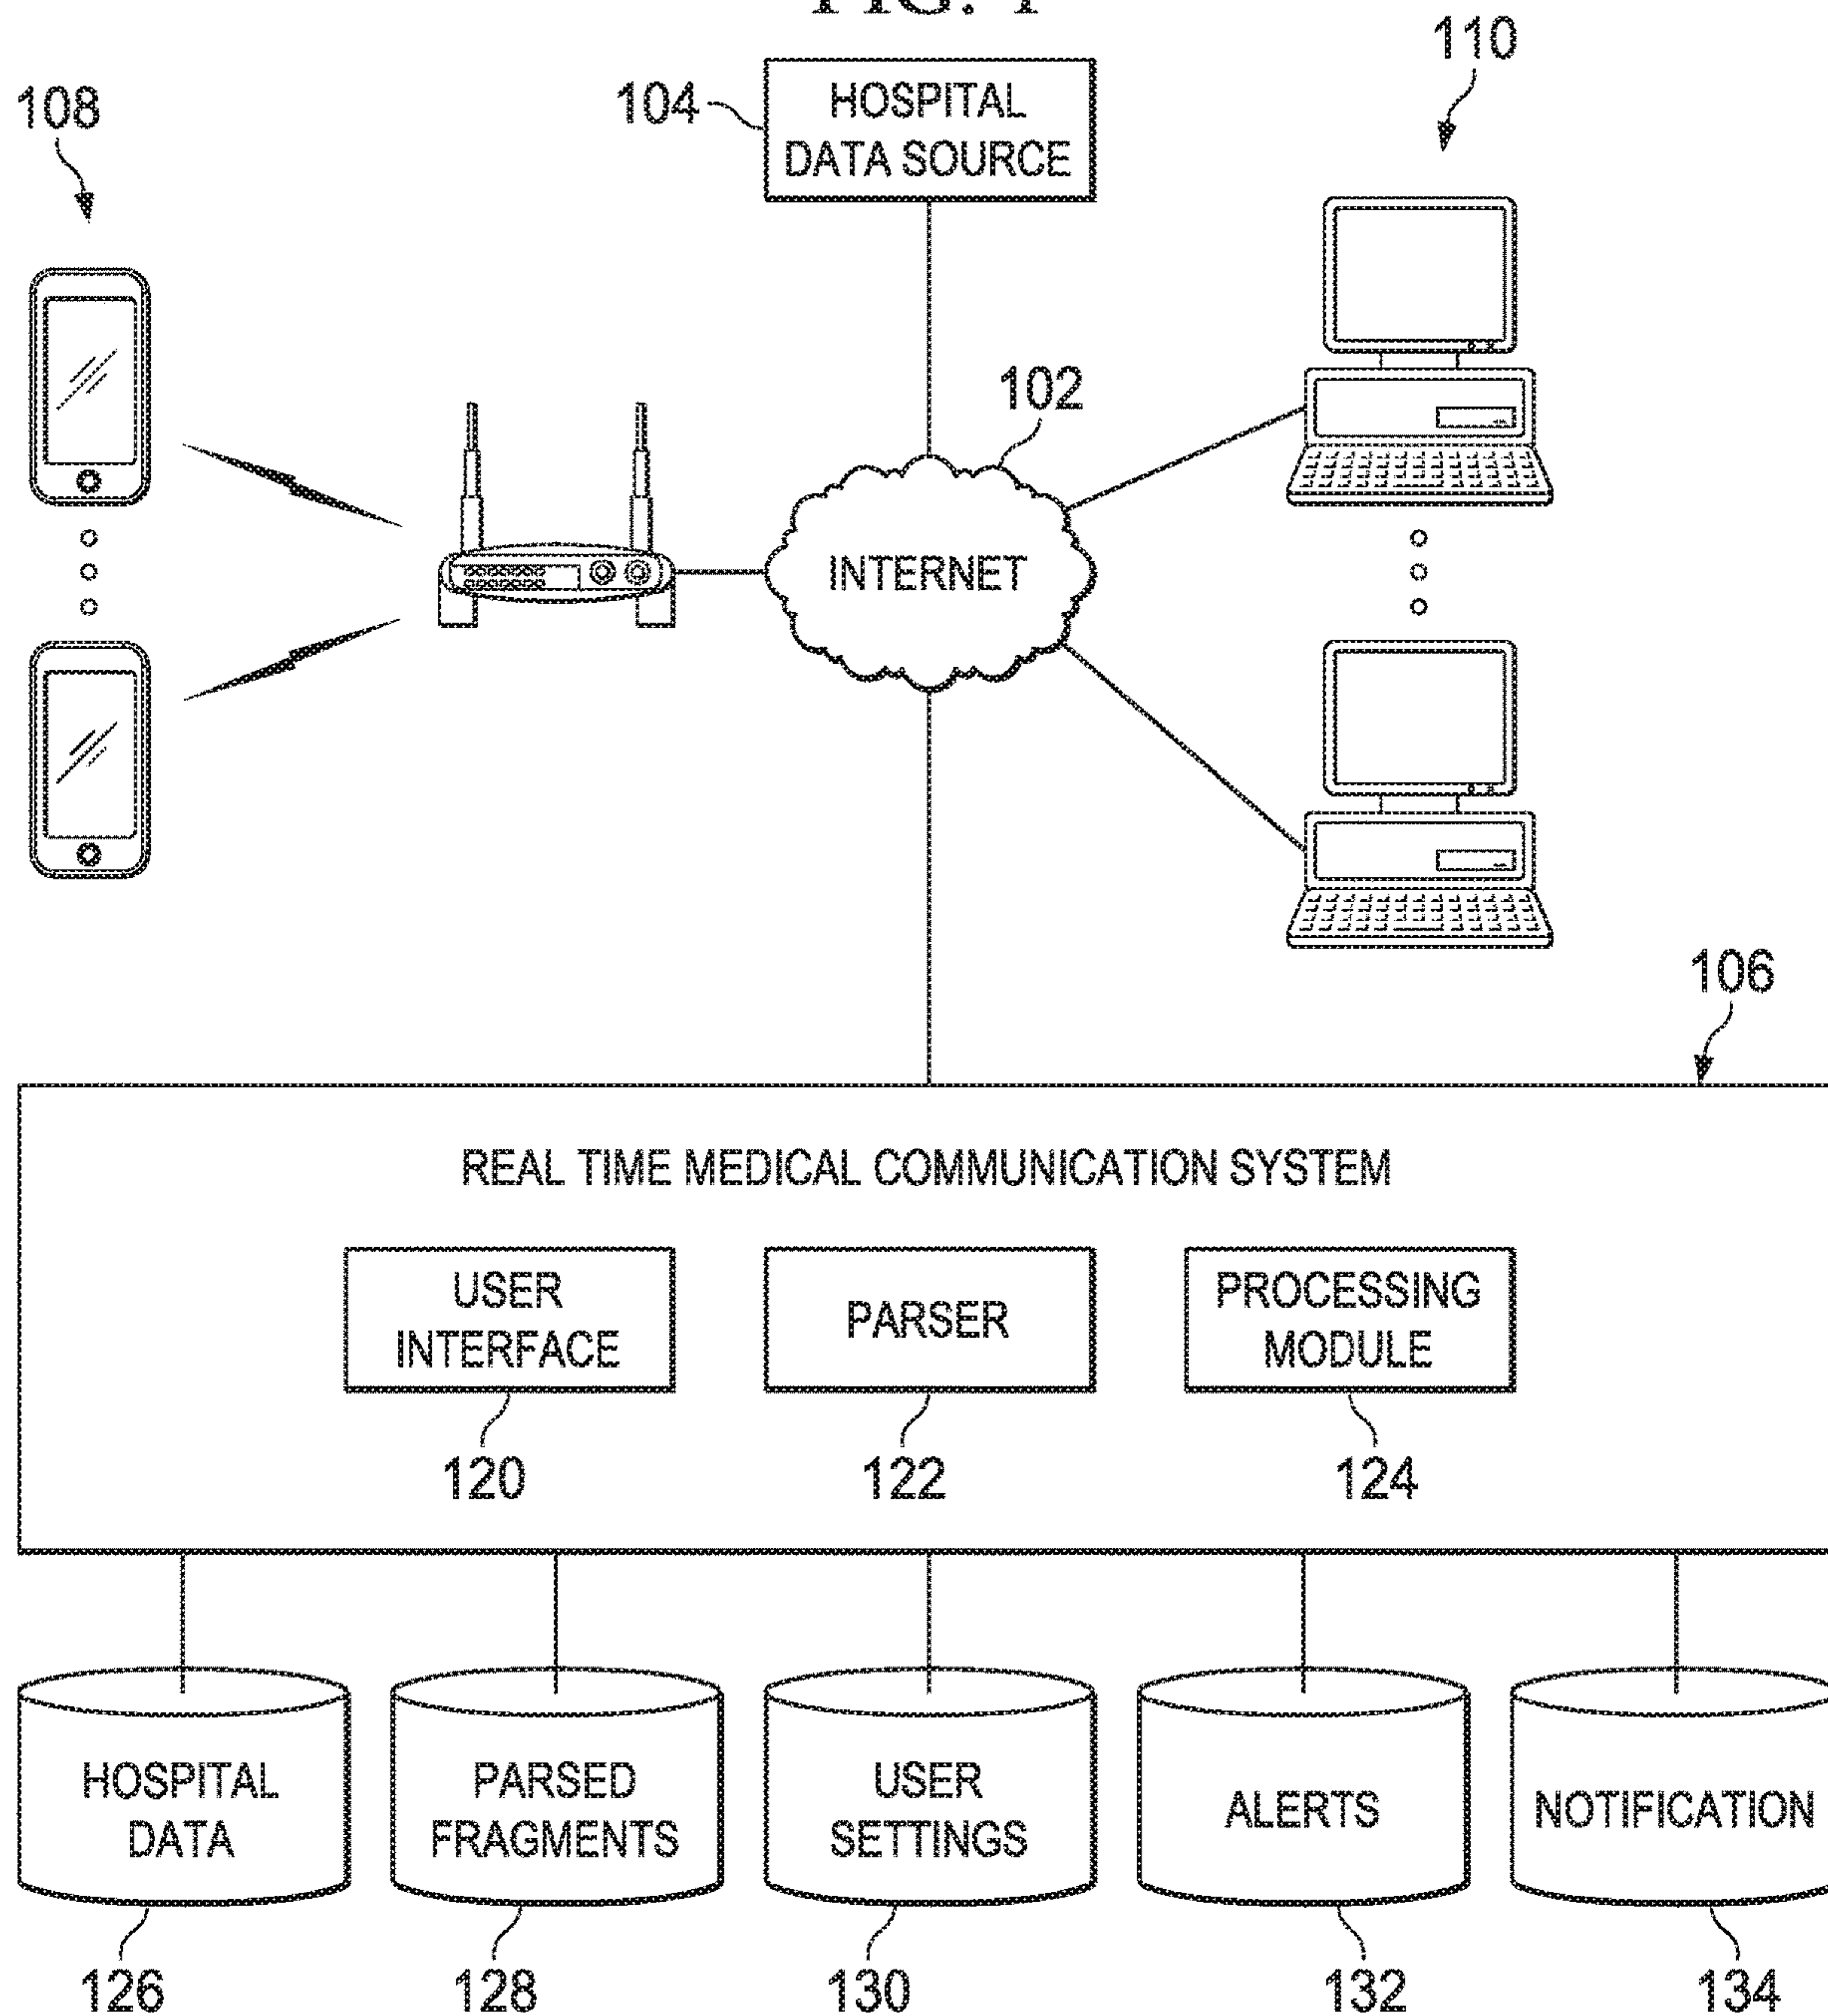 110
108
104
HOSPITAL
DATA SOURCE
102
INTERNET
106
REAL TIME MEDICAL COMMUNICATION SYSTEM
USER
INTERFACE
PARSER
PROCESSING
MODULE
120
122
124
HOSPITAL
DATA
PARSED
FRAGMENTS
USER
SETTINGS
ALERTS
NOTIFICATION
126
128
130
132
134